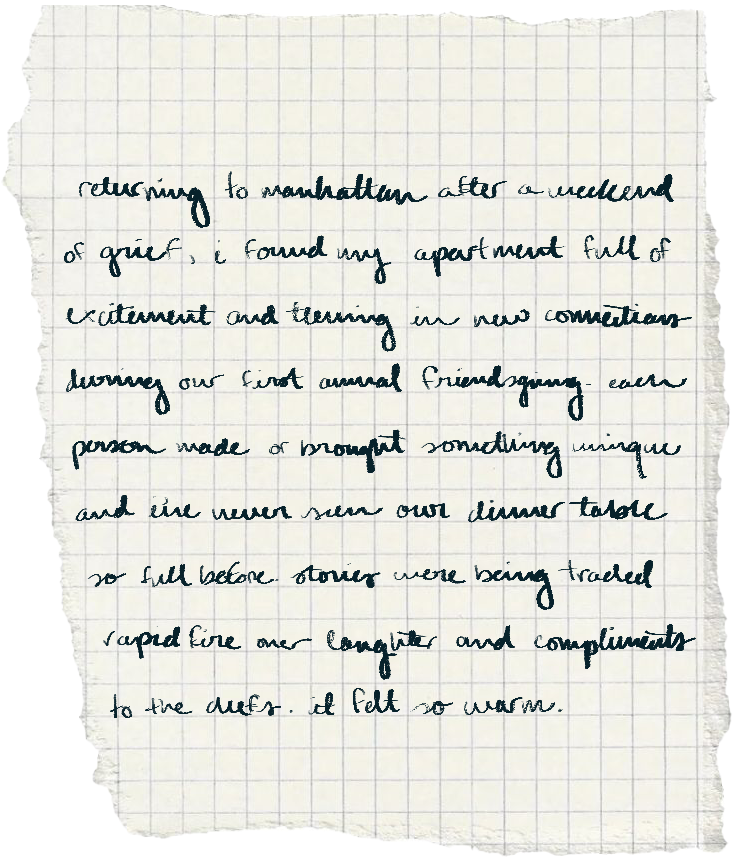 returning to manhattan after a weekend
of grief, i found my apartment full of
excitement and teeming in new connections
during our first annual friendsgiving. each
person made or brought something unique
and i've never seen our dinner table
so full before. stories were being traded
rapid fire over laughter and compliments
to the chefs. it felt so warm.